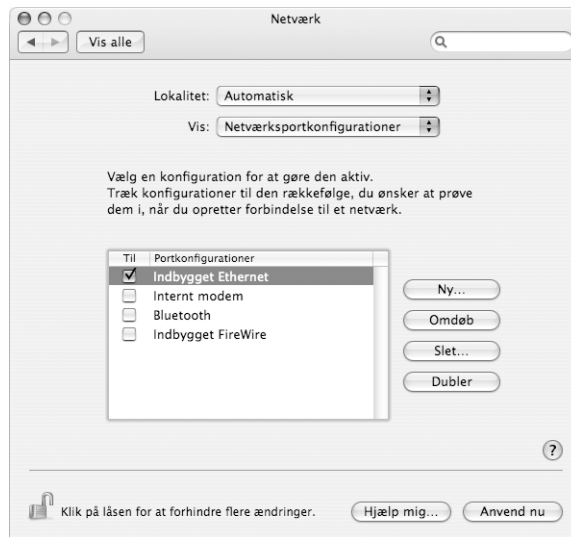 Netværk
Vis alle
Lokalitet: Automatisk
Vis: Netværksportkonfigurationer
Vælg en konfiguration for at gøre den aktiv.
Træk konfigurationer til den rækkefølge, du ønsker at prøve
dem i, når du opretter forbindelse til et netværk.
Til Portkonfigurationer
Indbygget Ethernet
Internt modem
Bluetooth
Indbygget FireWire
Ny...
Omdøb
Slet...
Dubler
?
Klik på låsen for at forhindre flere ændringer.
Hjælp mig... Anvend nu